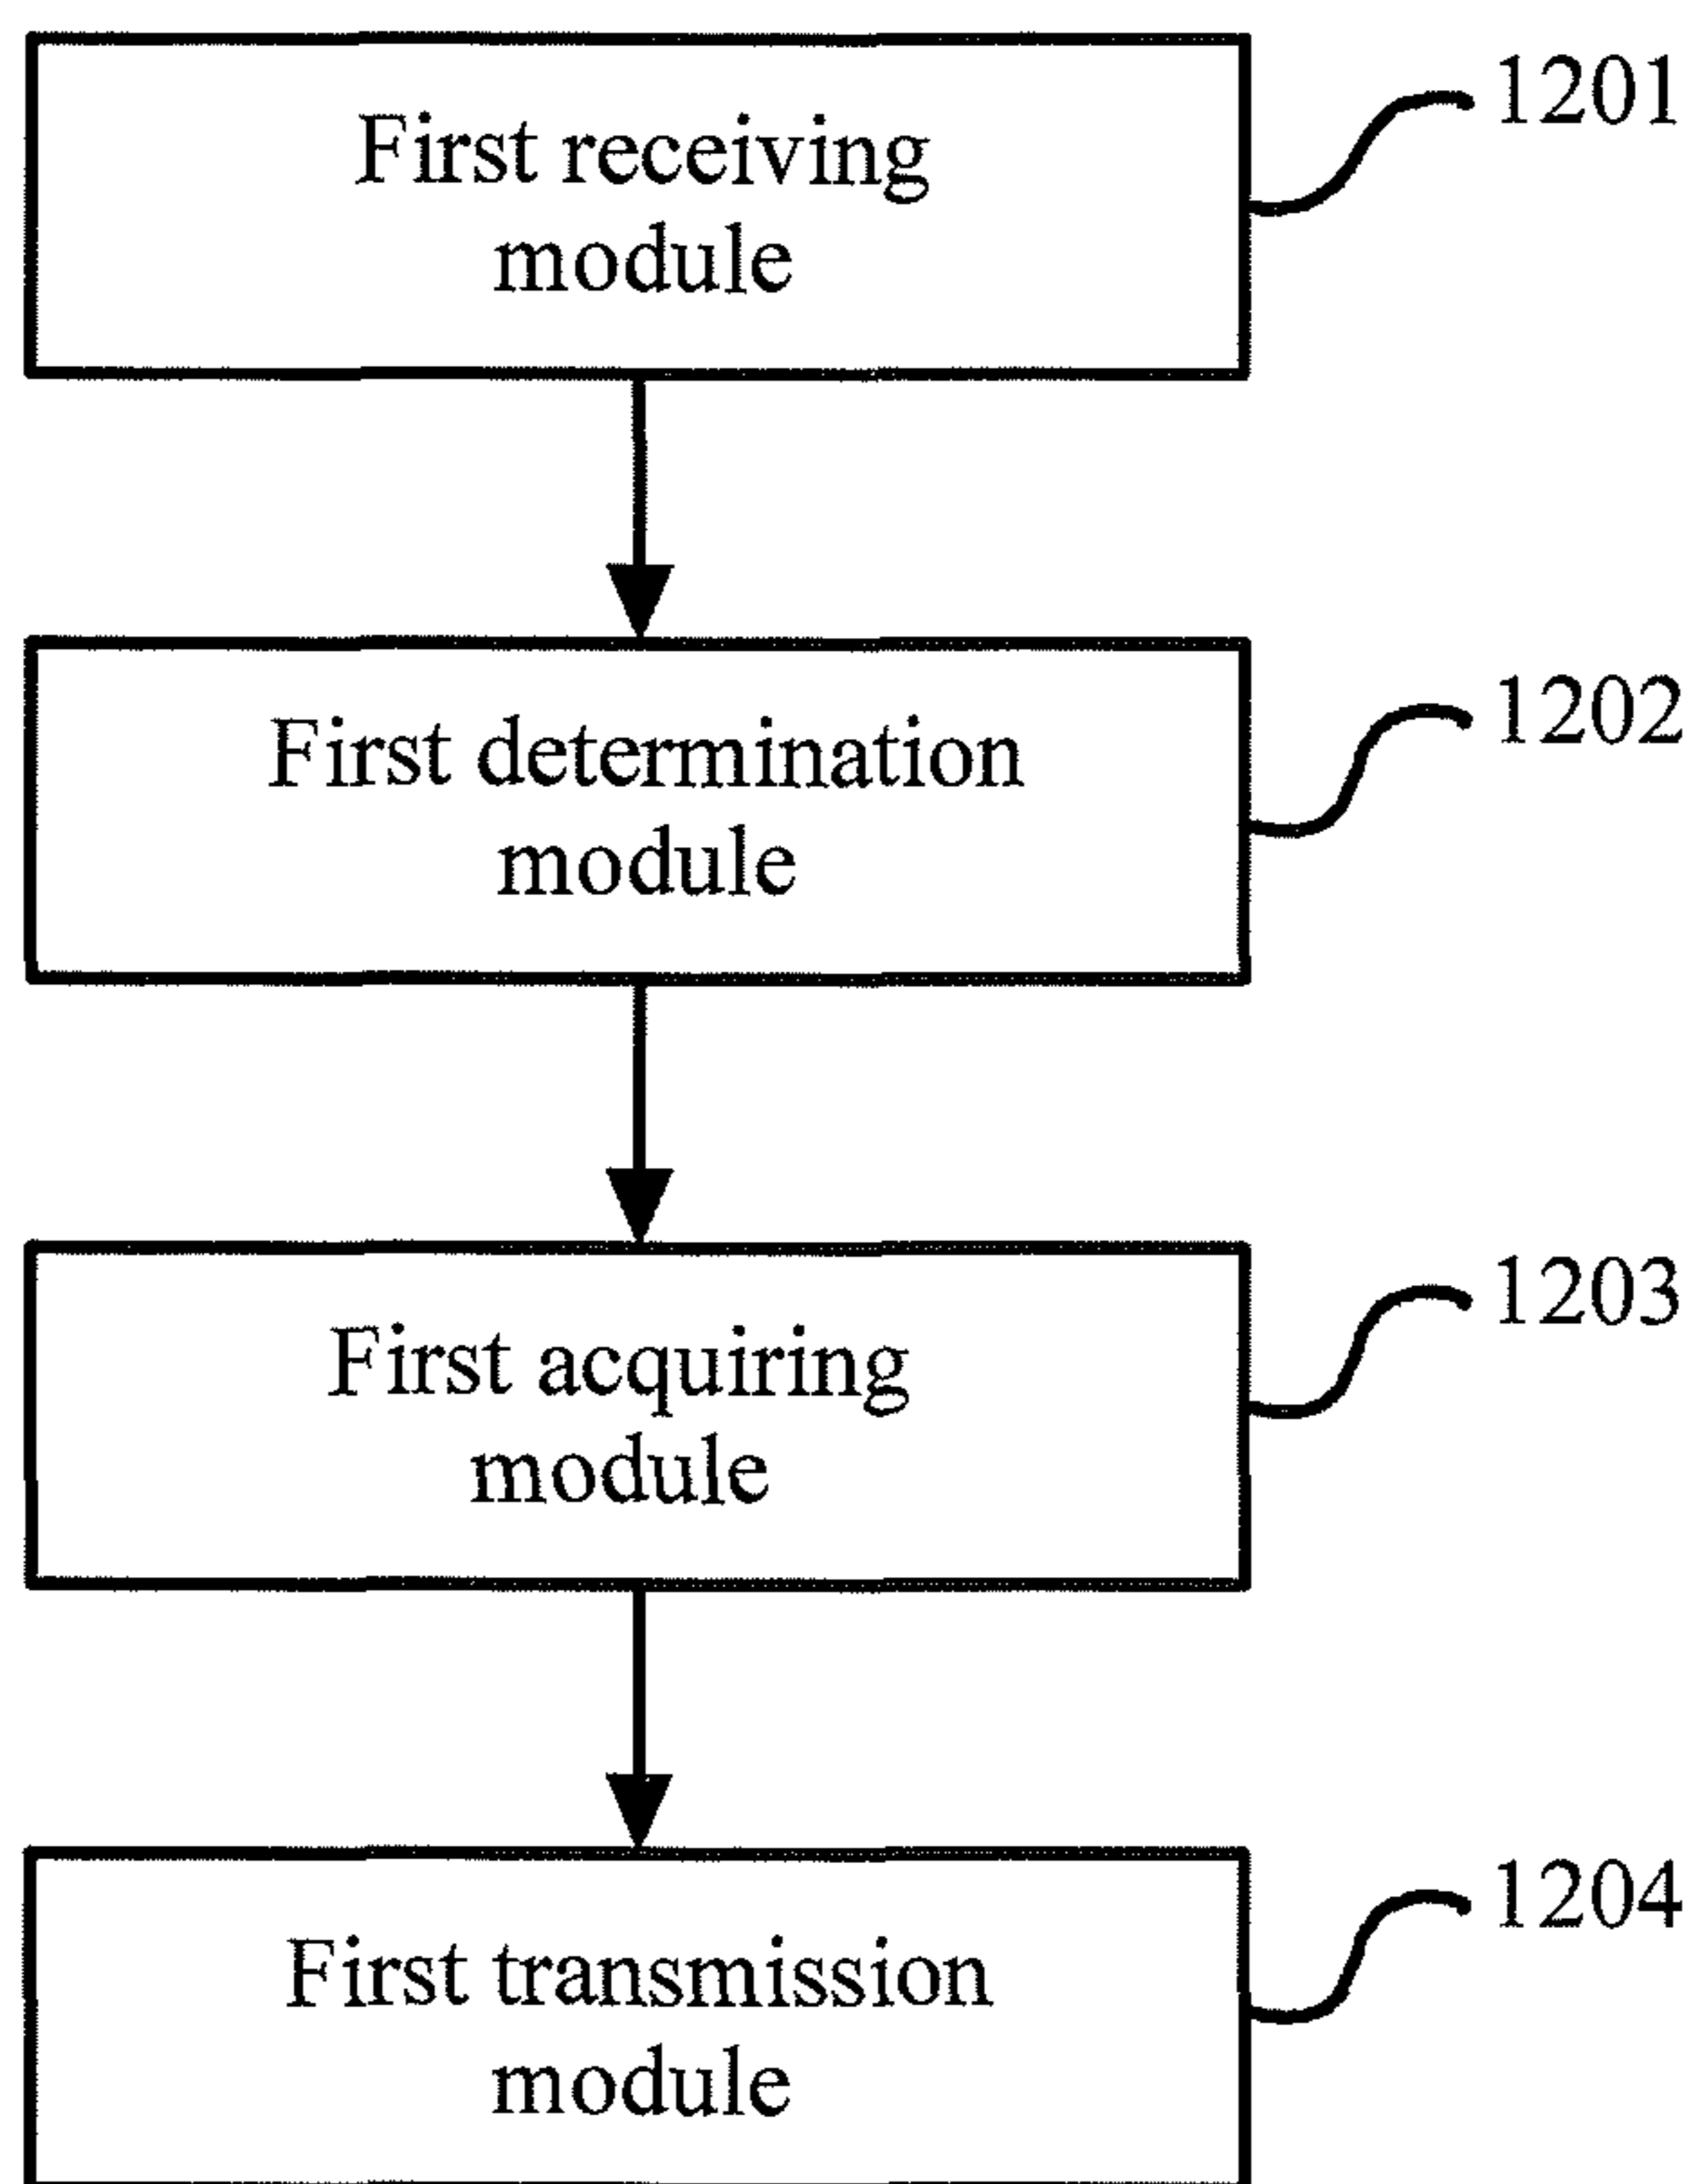 First receiving
module
1201
First determination
module
1202
First acquiring
module
1203
First transmission
module
1204